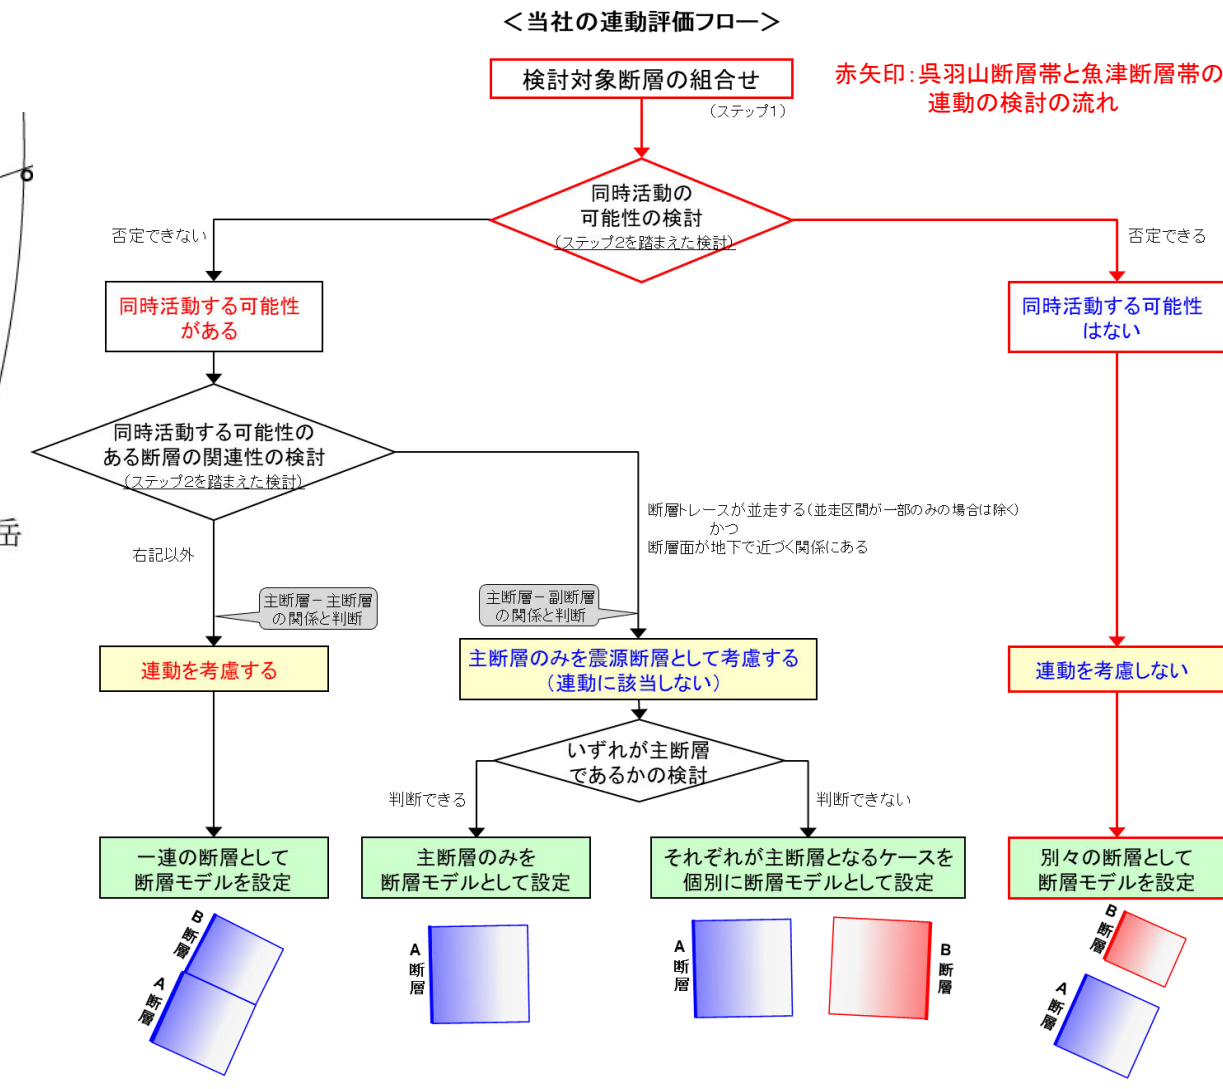 ＜当社の連動評価フロー＞
検討対象断層の組合せ
（ステップ1）
赤矢印：呉羽山断層帯と魚津断層帯の
連動の検討の流れ
同時活動の
可能性の検討
（ステップ2を踏まえた検討）
否定できない
否定できる
同時活動する可能性
がある
同時活動する可能性
はない
同時活動する可能性の
ある断層の関連性の検討
（ステップ2を踏まえた検討）
断層トレースが並走する（並走区間が一部のみの場合は除く）
かつ
断層面が地下で近づく関係にある
岳
右記以外
主断層－主断層
の関係と判断
主断層－副断層
の関係と判断
連動を考慮する
主断層のみを震源断層として考慮する
（連動に該当しない）
連動を考慮しない
いずれが主断層
であるかの検討
判断できる
判断できない
一連の断層として
断層モデルを設定
主断層のみを
断層モデルとして設定
それぞれが主断層となるケースを
個別に断層モデルとして設定
別々の断層として
断層モデルを設定
B断層
A断層
A断層
A断層
B断層
B断層
A断層